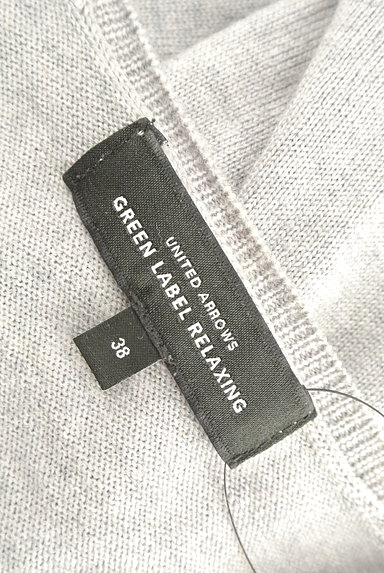 UNITED ARROWS
GREEN LABEL RELAXING
38